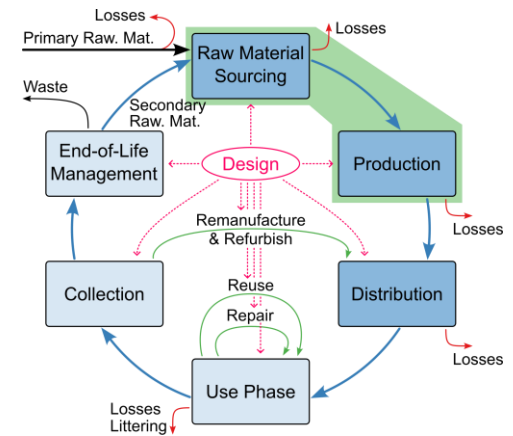 Losses
Primary Raw. Mat.
Losses
Raw Material
Sourcing
Waste
Secondary
Raw. Mat.
End-of-Life
Management
Design
Production
Remanufacture
& Refurbish
Losses
Collection
Reuse
Distribution
Repair
Losses
Use Phase
Losses
Littering